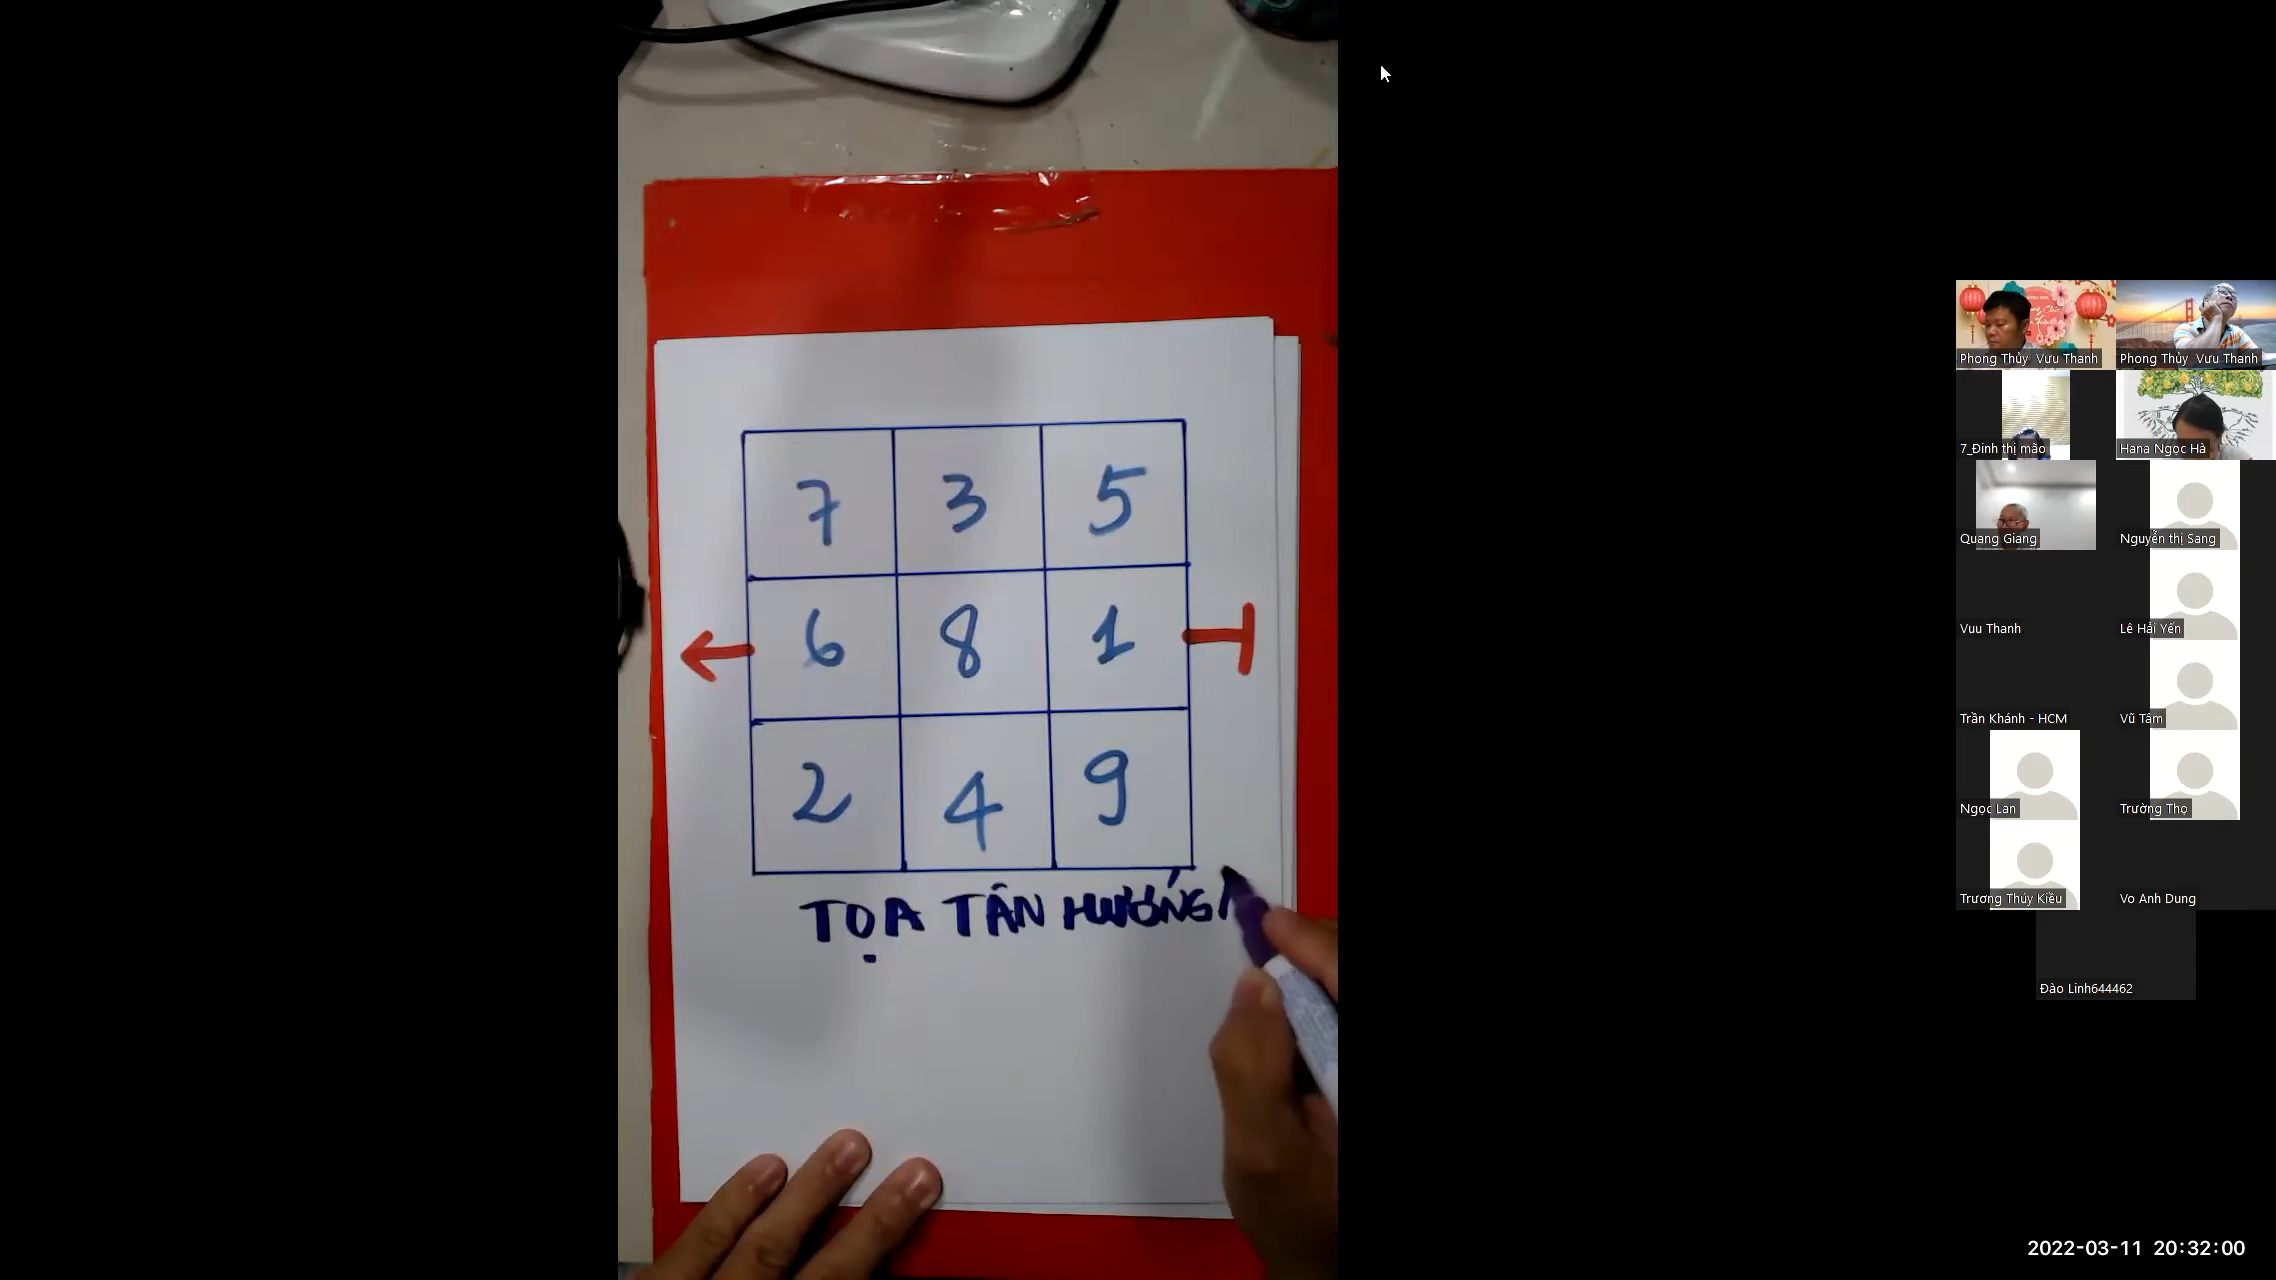 7 3 5
6 8 1
2 4 9
TỌA TÂN HƯỚNG
Phong Thủy Vưu Thanh
Phong Thủy Vưu Thanh
7_Đinh thị mão
Hana Ngọc Hà
Quang Giang
Nguyễn thị Sang
Vuu Thanh
Lê Hải Yến
Trần Khánh - HCM
Vũ Tâm
Ngọc Lan
Trường Thọ
Trương Thúy Kiều
Vo Anh Dung
Đào Linh644462
2022-03-11 20:32:00